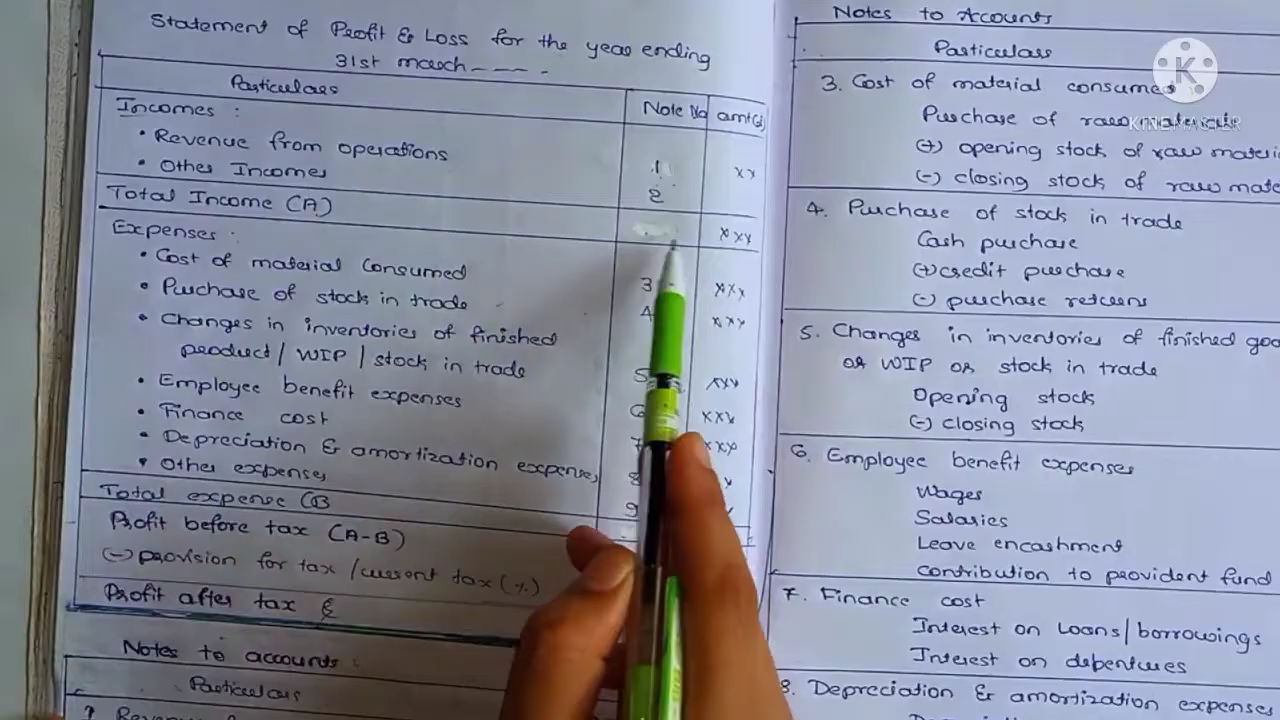 Statement of Profit & Loss for the year ending
31st march----.
Particulars
Note No
amt(₹)
Incomes :
• Revenue from operations
1
xx
• Other Incomes
2
Total Income (A)
xxx
Expenses :
• Cost of material Consumed
3
xxx
• Purchase of stock in trade
4
xxx
• Changes in inventories of finished
product/ WIP / stock in trade
5
xxx
• Employee benefit expenses
6
xxx
• Finance cost
7
xxx
• Depreciation & amortization expenses
8
• Other expenses
9
Total expense (B
Profit before tax (A-B)
(-) provision for tax /current tax (%)
Profit after tax
Notes to accounts :
Particulars
Notes to Accounts
Particulars
3. Cost of material consumed
Purchase of raw materials
(+) opening stock of raw materi
(-) closing stock of raw mate
4. Purchase of stock in trade
Cash purchase
(+) credit purchase
(-) purchase returns
5. Changes in inventories of finished goo
or WIP or stock in trade
Opening stock
(-) closing stock
6. Employee benefit expenses
Wages
Salaries
Leave encashment
Contribution to provident fund
7. Finance cost
Interest on Loans/borrowings
Interest on debentures
8. Depreciation & amortization expenses
K
KINEMASTER